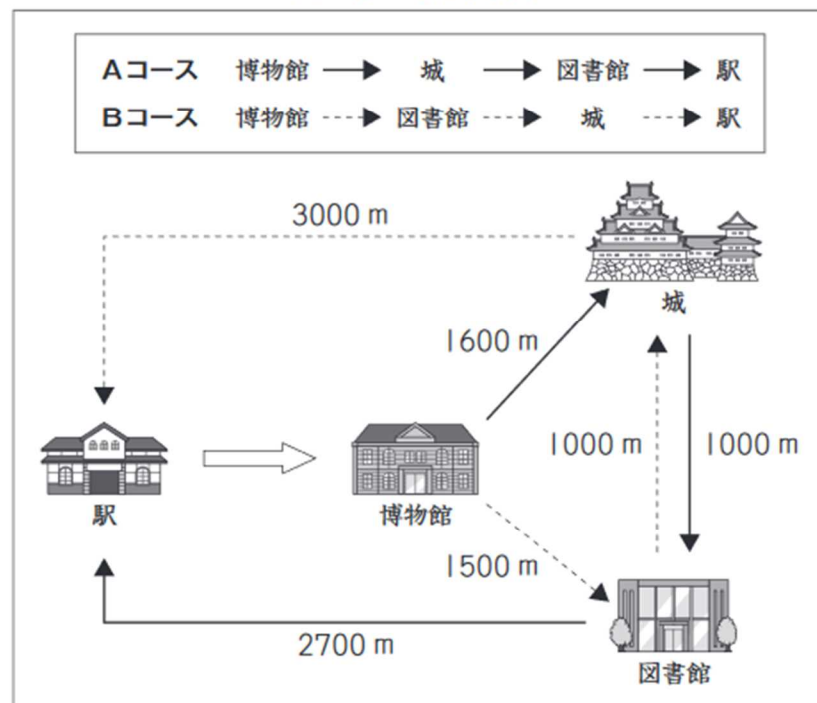 Aコース 博物館 → 城 → 図書館 → 駅
Bコース 博物館 → 図書館 → 城 → 駅
3000 m
城
1600 m
1000 m
1000 m
駅
博物館
1500 m
2700 m
図書館